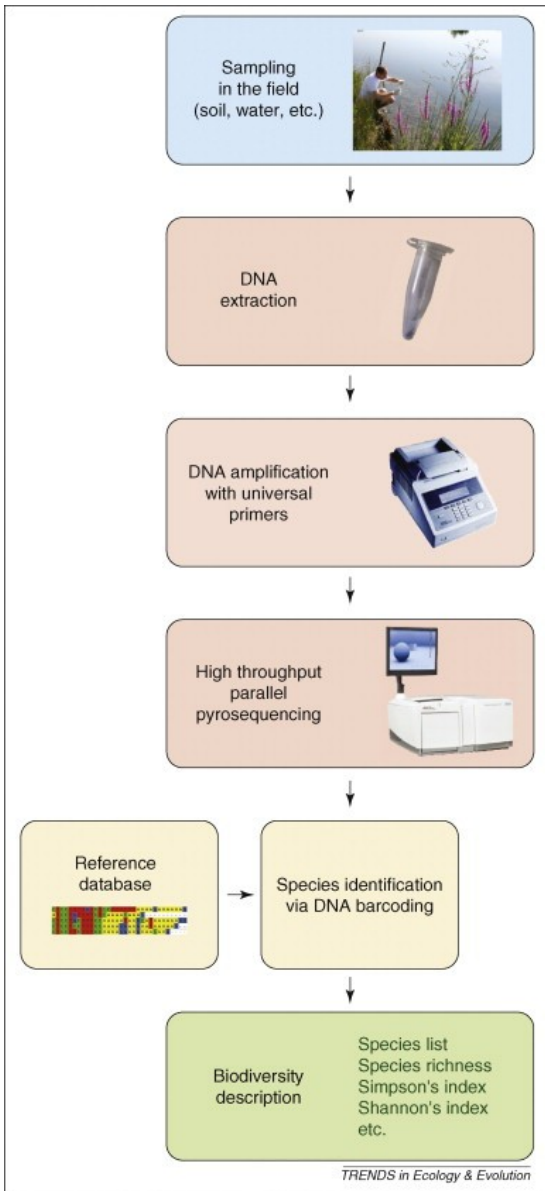 Sampling
in the field
(soil, water, etc.)
DNA
extraction
DNA amplification
with universal
primers
High throughput
parallel
pyrosequencing
Reference
database
Species identification
via DNA barcoding
Biodiversity
description
Species list
Species richness
Simpson's index
Shannon's index
etc.
TRENDS in Ecology & Evolution